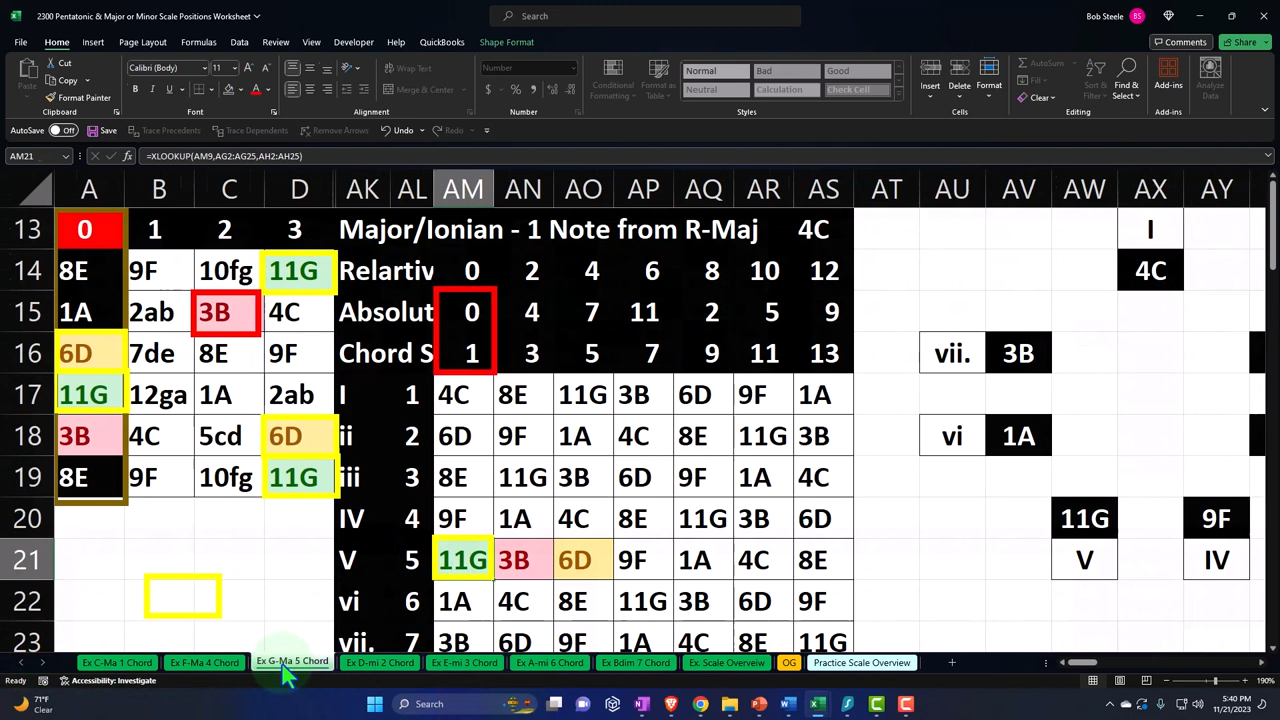 2300 Pentatonic & Major or Minor Scale Positions Worksheet
Search
Bob Steele BS
File Home Insert Page Layout Formulas Data Review View Developer Automate Help QuickBooks Shape Format
Comments Share
Cut
Copy
Format Painter
Paste
Calibri (Body) 11
Wrap Text
Merge & Center
Number
Conditional Formatting
Format as Table
Normal Bad Good
Neutral Calculation Check Cell
Insert Delete Format
AutoSum
Fill
Clear
Sort & Filter
Find & Select
Add-ins
Analyze Data
Clipboard Font Alignment Number Styles Cells Editing Add-ins
AutoSave Off Save Trace Precedents Trace Dependents Remove Arrows Undo Redo
AM21 fx =XLOOKUP(AM9,AG2:AG25,AH2:AH25)
A B C D AK AL AM AN AO AP AQ AR AS AT AU AV AW AX AY
13 0 1 2 3 Major/Ionian - 1 Note from R-Maj 4C I
14 8E 9F 10fg 11G Relartiv 0 2 4 6 8 10 12 4C
15 1A 2ab 3B 4C Absolut 0 4 7 11 2 5 9
16 6D 7de 8E 9F Chord S 1 3 5 7 9 11 13 vii. 3B
17 11G 12ga 1A 2ab I 1 4C 8E 11G 3B 6D 9F 1A
18 3B 4C 5cd 6D ii 2 6D 9F 1A 4C 8E 11G 3B vi 1A
19 8E 9F 10fg 11G iii 3 8E 11G 3B 6D 9F 1A 4C
20 IV 4 9F 1A 4C 8E 11G 3B 6D 11G 9F
21 V 5 11G 3B 6D 9F 1A 4C 8E V IV
22 vi 6 1A 4C 8E 11G 3B 6D 9F
23 vii. 7 3B 6D 9F 1A 4C 8E 11G
Ex C-Ma 1 Chord Ex F-Ma 4 Chord Ex G-Ma 5 Chord Ex D-mi 2 Chord Ex E-mi 3 Chord Ex A-mi 6 Chord Ex Bdim 7 Chord Ex. Scale Overveiw OG Practice Scale Overview
Ready Accessibility: Investigate 190%
71°F
Clear
Search
5:40 PM
11/21/2023